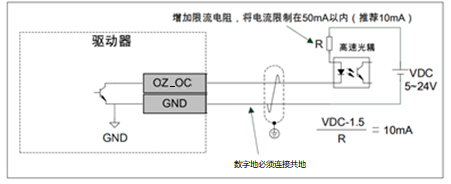 增加限流电阻，将电流限制在50mA以内（推荐10mA）
驱动器
R
高速光耦
OZ_OC
GND
VDC
5~24V
GND
VDC-1.5
R
=10mA
数字地必须连接共地